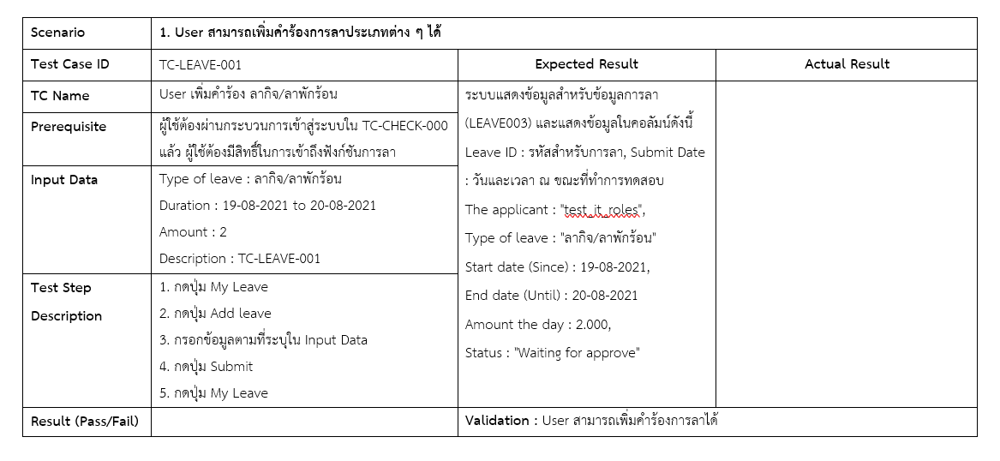 Scenario
1. User สามารถเพิ่มคำร้องการลาประเภทต่าง ๆ ได้
Test Case ID
TC-LEAVE-001
Expected Result
Actual Result
TC Name
User เพิ่มคำร้อง ลากิจ/ลาพักร้อน
Prerequisite
ผู้ใช้ต้องผ่านกระบวนการเข้าสู่ระบบใน TC-CHECK-000
แล้ว ผู้ใช้ต้องมีสิทธิ์ในการเข้าถึงฟังก์ชันการลา
Input Data
Type of leave : ลากิจ/ลาพักร้อน
Duration : 19-08-2021 to 20-08-2021
Amount : 2
Description : TC-LEAVE-001
Test Step
Description
1. กดปุ่ม My Leave
2. กดปุ่ม Add leave
3. กรอกข้อมูลตามที่ระบุใน Input Data
4. กดปุ่ม Submit
5. กดปุ่ม My Leave
ระบบแสดงข้อมูลสำหรับข้อมูลการลา
(LEAVE003) และแสดงข้อมูลในคอลัมน์ดังนี้
Leave ID : รหัสสำหรับการลา, Submit Date
: วันและเวลา ณ ขณะที่ทำการทดสอบ
The applicant : "test_it_roles",
Type of leave : "ลากิจ/ลาพักร้อน"
Start date (Since) : 19-08-2021,
End date (Until) : 20-08-2021
Amount the day : 2.000,
Status : "Waiting for approve"
Result (Pass/Fail)
Validation : User สามารถเพิ่มคำร้องการลาได้